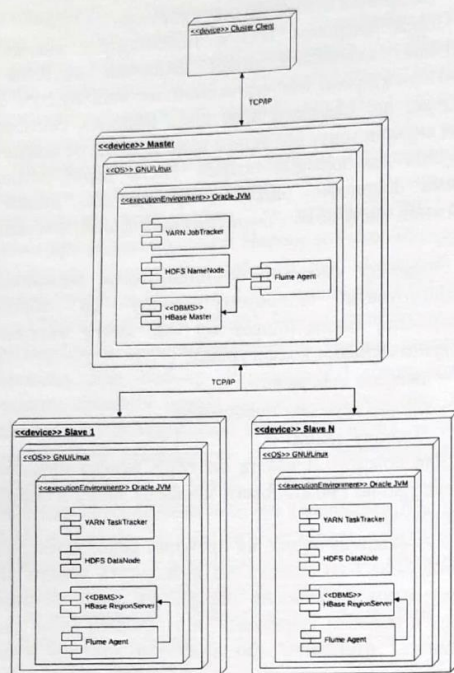 <<device>> Cluster Client
TCP/IP
<<device>> Master
<<OS>> GNU/Linux
<<executionEnvironment>> Oracle JVM
YARN JobTracker
HDFS NameNode
<<DBMS>>
HBase Master
Flume Agent
TCP/IP
<<device>> Slave 1
<<OS>> GNU/Linux
<<executionEnvironment>> Oracle JVM
YARN TaskTracker
HDFS DataNode
<<DBMS>>
HBase RegionServer
Flume Agent
<<device>> Slave N
<<OS>> GNU/Linux
<<executionEnvironment>> Oracle JVM
YARN TaskTracker
HDFS DataNode
<<DBMS>>
HBase RegionServer
Flume Agent